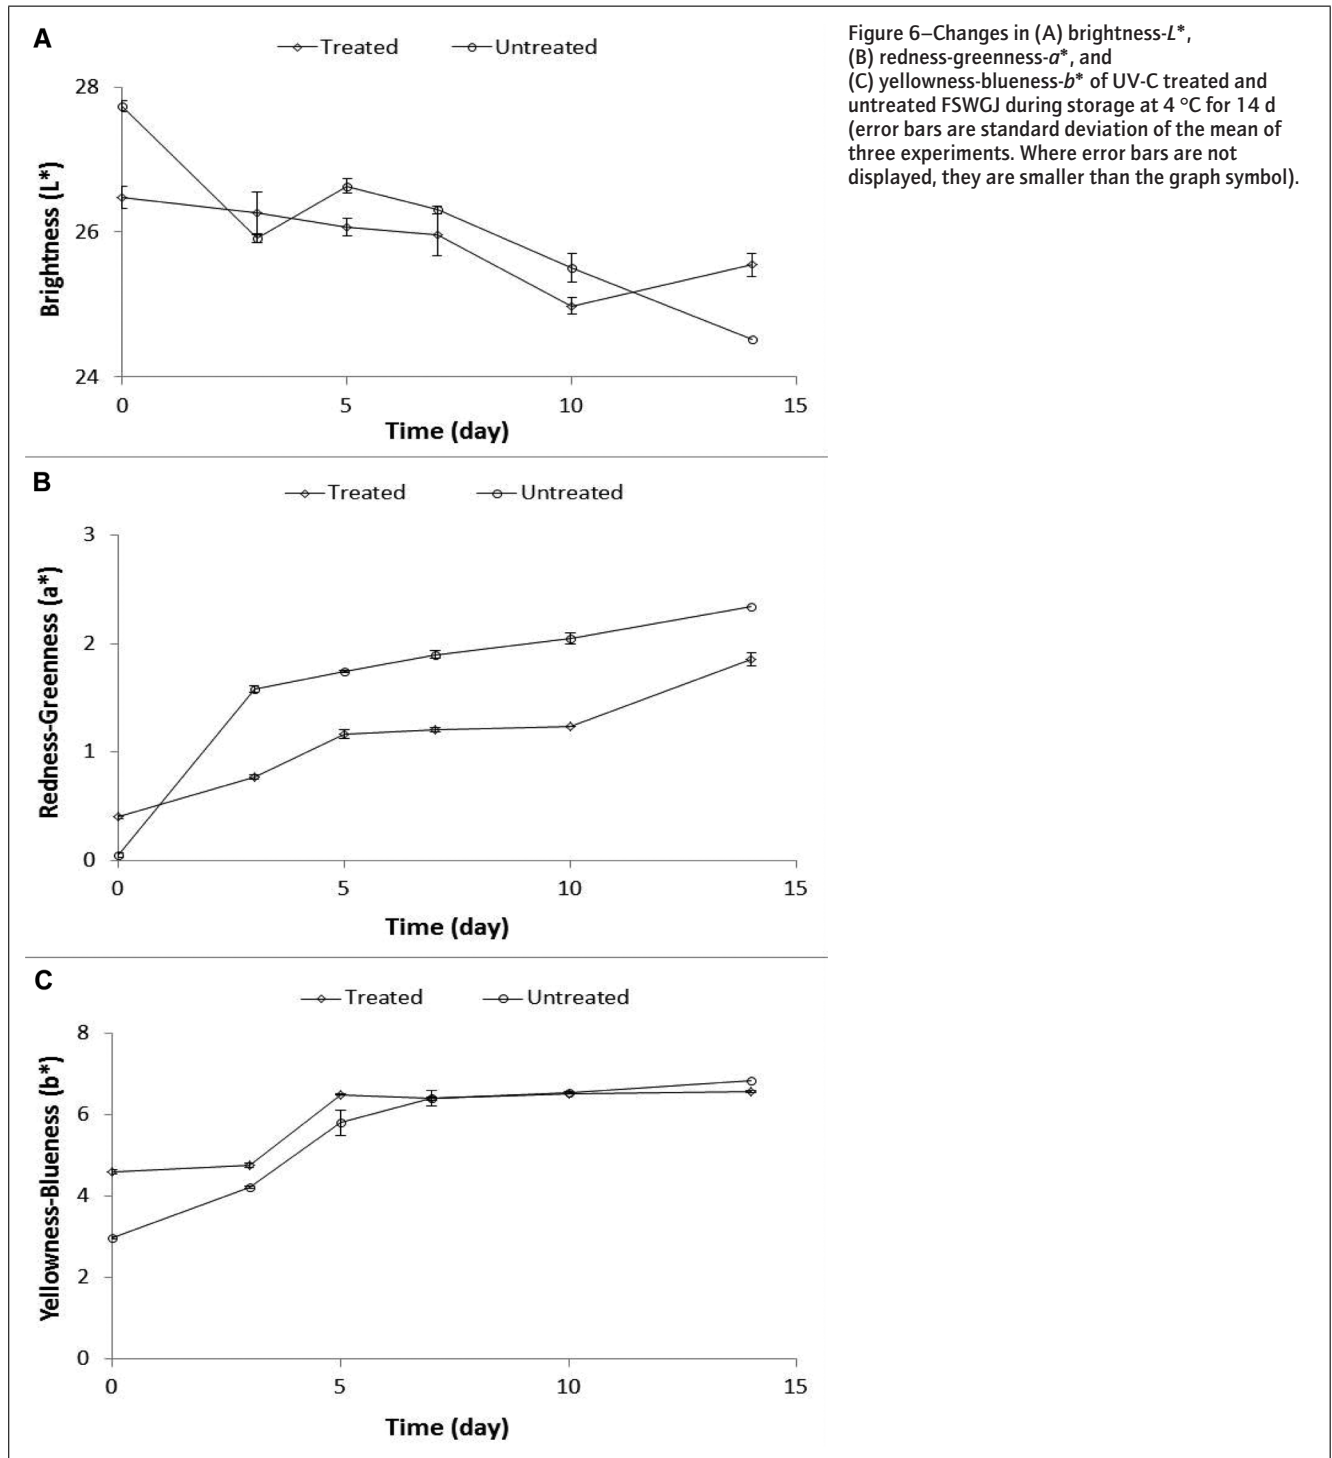 A
Treated Untreated
28
26
24
Brightness (L*)
0 5 10 15
Time (day)
B
Treated Untreated
3
2
1
0
Redness-Greenness (a*)
0 5 10 15
Time (day)
C
Treated Untreated
8
6
4
2
0
Yellowness-Blueness (b*)
0 5 10 15
Time (day)
Figure 6–Changes in (A) brightness-L*,
(B) redness-greenness-a*, and
(C) yellowness-blueness-b* of UV-C treated and
untreated FSWGJ during storage at 4 °C for 14 d
(error bars are standard deviation of the mean of
three experiments. Where error bars are not
displayed, they are smaller than the graph symbol).